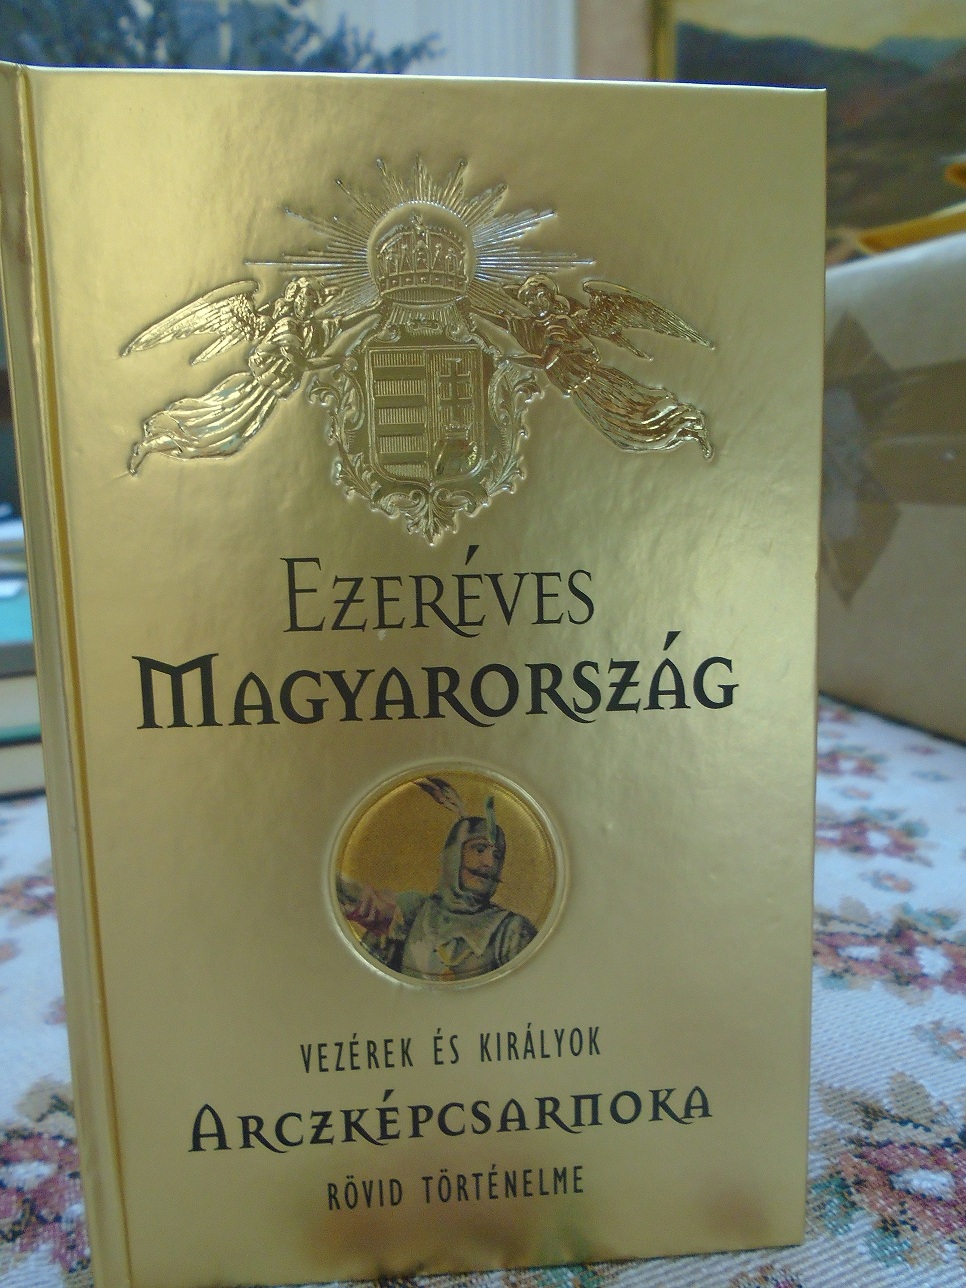 EZERÉVES
MAGYARORSZÁG
VEZÉREK ÉS KIRÁLYOK
ARCZKÉPCSARNOKA
RÖVID TÖRTÉNELME